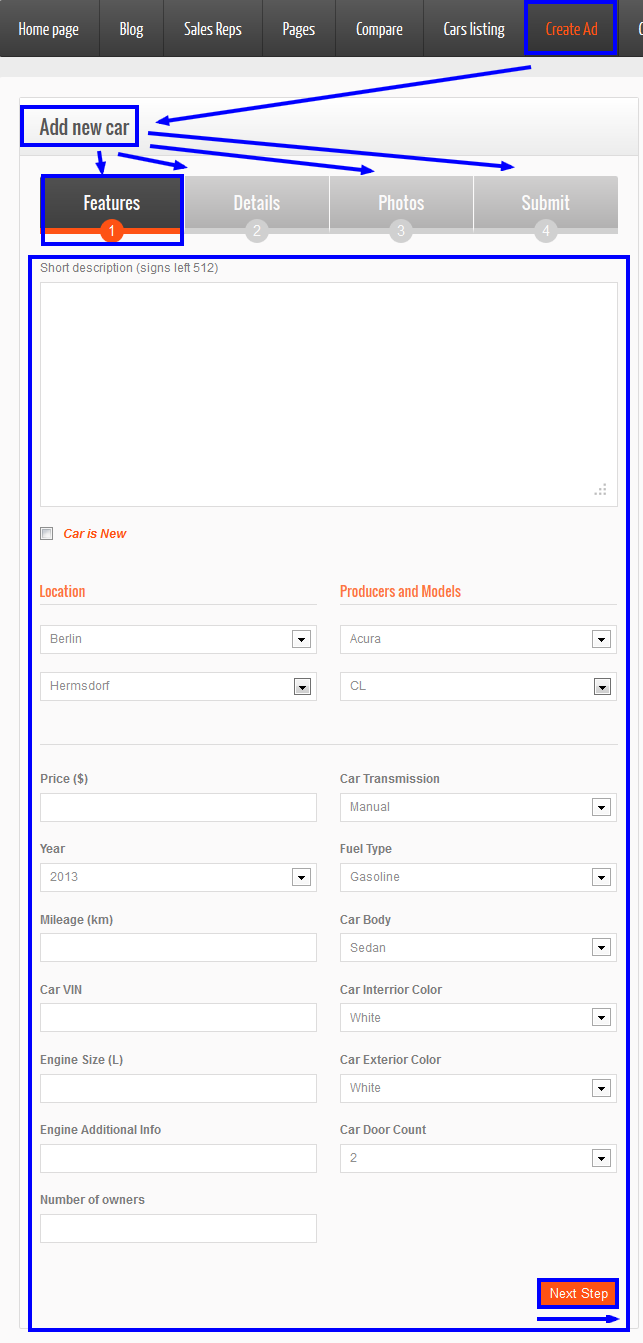 Home page Blog Sales Reps Pages Compare Cars listing Create Ad
Add new car
Features Details Photos Submit
1 2 3 4
Short description (signs left 512)
Car is New
Location Producers and Models
Berlin Acura
Hermsdorf CL
Price ($) Car Transmission
Manual
Year Fuel Type
2013 Gasoline
Mileage (km) Car Body
Sedan
Car VIN Car Interrior Color
White
Engine Size (L) Car Exterior Color
White
Engine Additional Info Car Door Count
2
Number of owners
Next Step